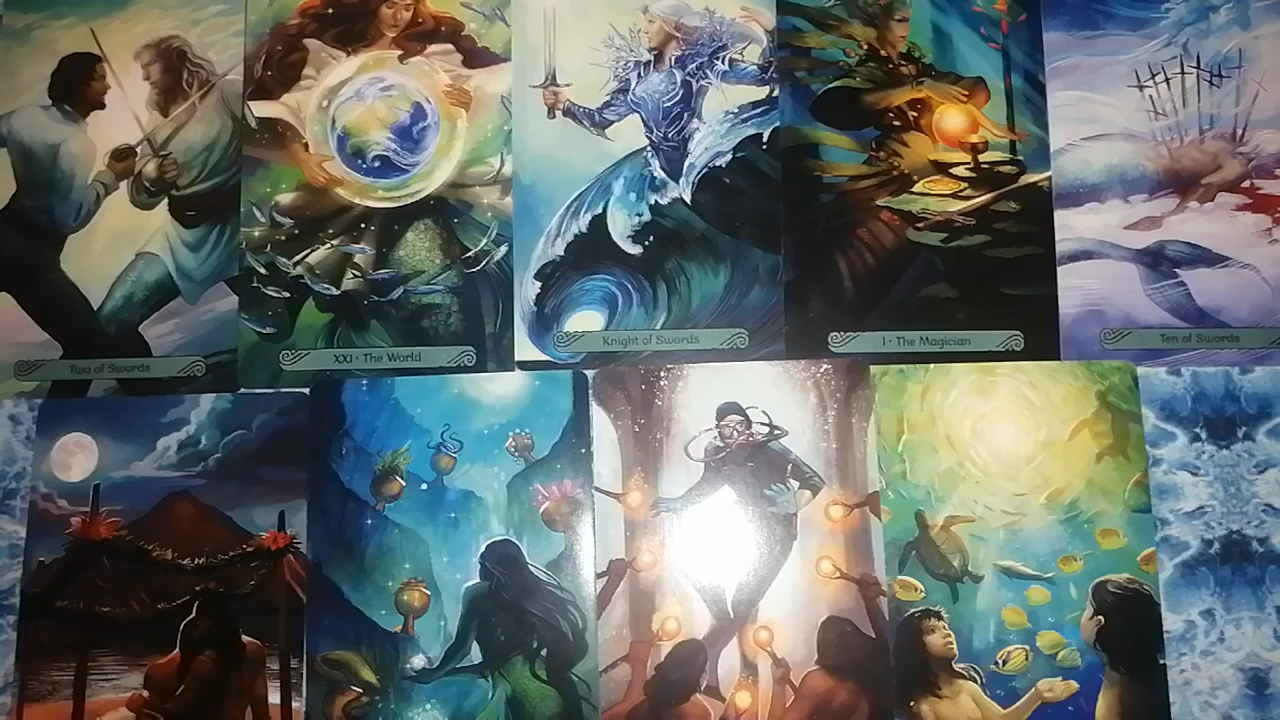 Two of Swords
XXI • The World
Knight of Swords
I • The Magician
Ten of Swords